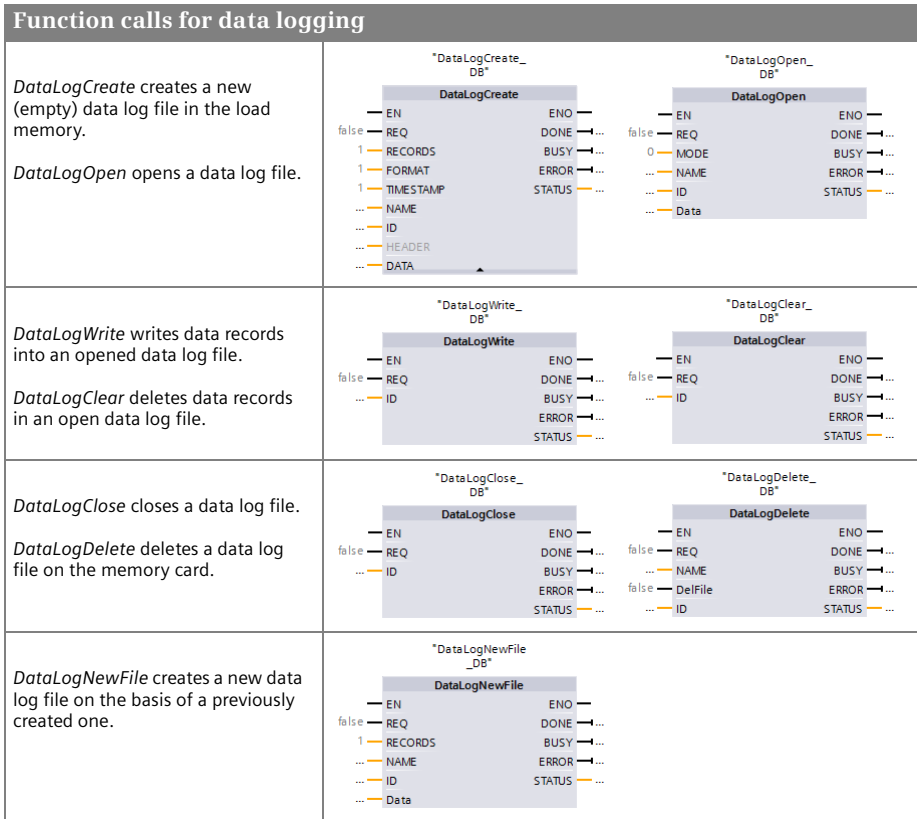 Function calls for data logging
DataLogCreate creates a new
(empty) data log file in the load
memory.
DataLogOpen opens a data log file.
"DataLogCreate_
DB"
DataLogCreate
EN ENO
false REQ DONE ...
1 RECORDS BUSY ...
1 FORMAT ERROR ...
1 TIMESTAMP STATUS ...
... NAME
... ID
... HEADER
... DATA
"DataLogOpen_
DB"
DataLogOpen
EN ENO
false REQ DONE ...
0 MODE BUSY ...
... NAME ERROR ...
... ID STATUS ...
... Data
DataLogWrite writes data records
into an opened data log file.
DataLogClear deletes data records
in an open data log file.
"DataLogWrite_
DB"
DataLogWrite
EN ENO
false REQ DONE ...
... ID BUSY ...
ERROR ...
STATUS ...
"DataLogClear_
DB"
DataLogClear
EN ENO
false REQ DONE ...
... ID BUSY ...
ERROR ...
STATUS ...
DataLogClose closes a data log file.
DataLogDelete deletes a data log
file on the memory card.
"DataLogClose_
DB"
DataLogClose
EN ENO
false REQ DONE ...
... ID BUSY ...
ERROR ...
STATUS ...
"DataLogDelete_
DB"
DataLogDelete
EN ENO
false REQ DONE ...
... NAME BUSY ...
false DelFile ERROR ...
... ID STATUS ...
DataLogNewFile creates a new data
log file on the basis of a previously
created one.
"DataLogNewFile
_DB"
DataLogNewFile
EN ENO
false REQ DONE ...
1 RECORDS BUSY ...
... NAME ERROR ...
... ID STATUS ...
... Data